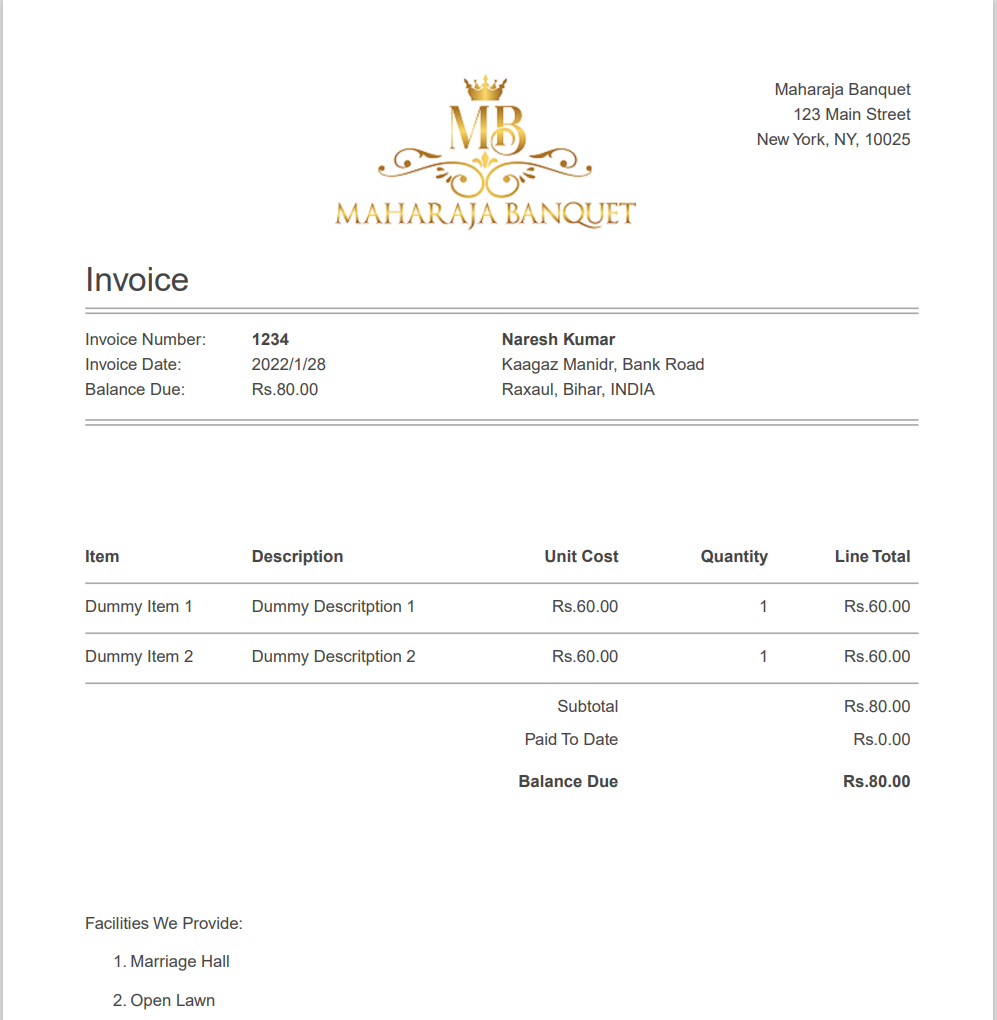 MB
MAHARAJA BANQUET
Maharaja Banquet
123 Main Street
New York, NY, 10025
Invoice
Invoice Number: 1234
Invoice Date: 2022/1/28
Balance Due: Rs.80.00
Naresh Kumar
Kaagaz Manidr, Bank Road
Raxaul, Bihar, INDIA
Item Description Unit Cost Quantity Line Total
Dummy Item 1 Dummy Descritption 1 Rs.60.00 1 Rs.60.00
Dummy Item 2 Dummy Descritption 2 Rs.60.00 1 Rs.60.00
Subtotal Rs.80.00
Paid To Date Rs.0.00
Balance Due Rs.80.00
Facilities We Provide:
1. Marriage Hall
2. Open Lawn